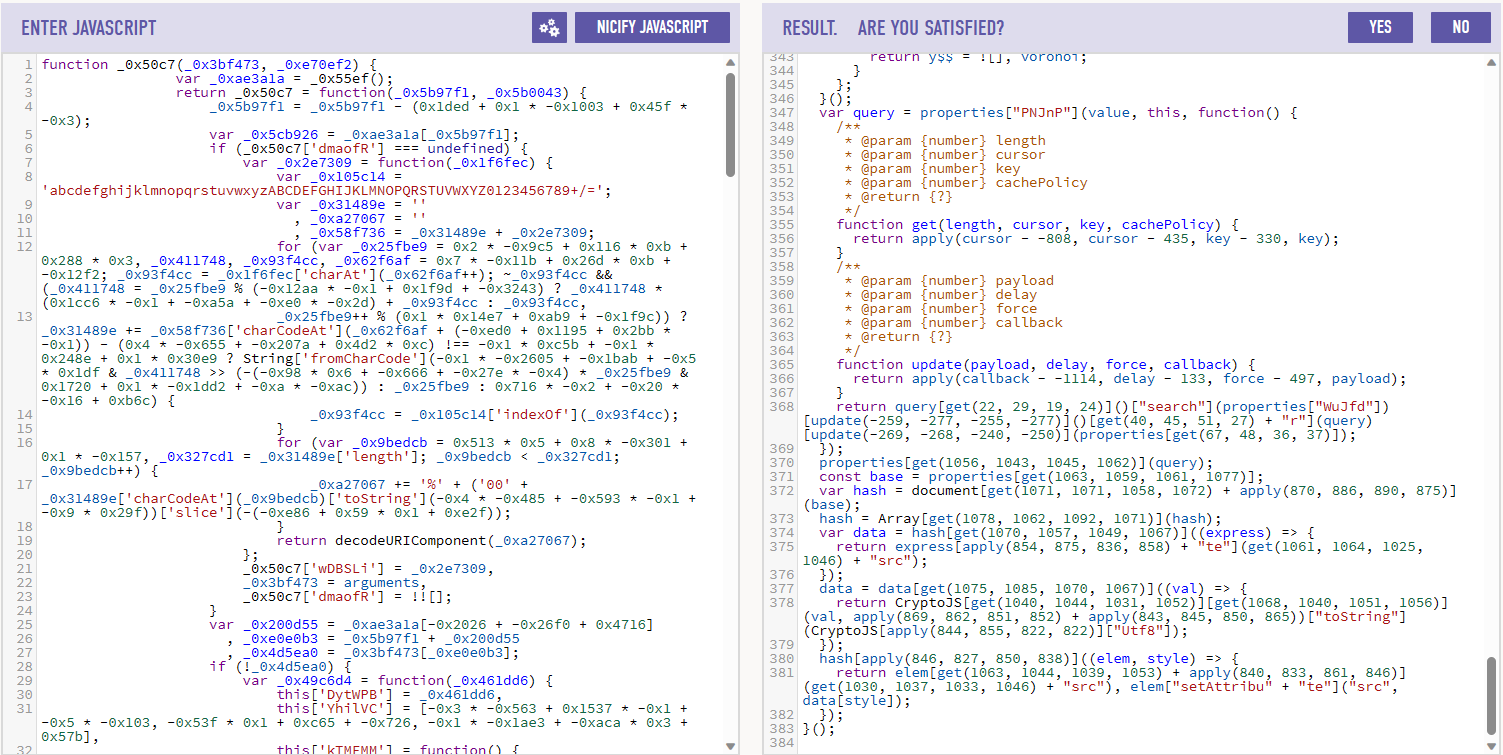 ENTER JAVASCRIPT
NICIFY JAVASCRIPT
1 function _0x50c7(_0x3bf473, _0xe70ef2) {
2 var _0xae3a1a = _0x55ef();
3 return _0x50c7 = function(_0x5b97f1, _0x5b0043) {
4 _0x5b97f1 = _0x5b97f1 - (0x1ded + 0x1 * -0x1003 + 0x45f *
-0x3);
5 var _0x5cb926 = _0xae3a1a[_0x5b97f1];
6 if (_0x50c7['dmaofR'] === undefined) {
7 var _0x2e7309 = function(_0x1f6fec) {
8 var _0x105c14 =
'abcdefghijklmnopqrstuvwxyzABCDEFGHIJKLMNOPQRSTUVWXYZ0123456789+/=';
9 var _0x31489e = ''
10 , _0xa27067 = ''
11 , _0x58f736 = _0x31489e + _0x2e7309;
12 for (var _0x25fbe9 = 0x2 * -0x9c5 + 0x116 * 0xb +
0x288 * 0x3, _0x411748, _0x93f4cc, _0x62f6af = 0x7 * -0x11b + 0x26d * 0xb +
-0x12f2; _0x93f4cc = _0x1f6fec['charAt'](_0x62f6af++); ~_0x93f4cc &&
(_0x411748 = _0x25fbe9 % (-0x12aa * -0x1 + 0x1f9d + -0x3243) ? _0x411748 *
(0x1cc6 * -0x1 + -0xa5a + -0xe0 * -0x2d) + _0x93f4cc : _0x93f4cc,
13 _0x25fbe9++ % (0x1 * 0x14e7 + 0xab9 + -0x1f9c)) ?
_0x31489e += _0x58f736['charCodeAt'](_0x62f6af + (-0xed0 + 0x1195 + 0x2bb *
-0x1)) - (0x4 * -0x655 + -0x207a + 0x4d2 * 0xc) !== -0x1 * 0xc5b + -0x1 *
0x248e + 0x1 * 0x30e9 ? String['fromCharCode'](-0x1 * -0x2605 + -0x1bab + -0x5
* 0x1df & _0x411748 >> (-(-0x98 * 0x6 + -0x666 + -0x27e * -0x4) * _0x25fbe9 &
0x1720 + 0x1 * -0x1dd2 + -0xa * -0xac)) : _0x25fbe9 : 0x716 * -0x2 + -0x20 *
-0x16 + 0xb6c) {
14 _0x93f4cc = _0x105c14['indexOf'](_0x93f4cc);
15 }
16 for (var _0x9bedcb = 0x513 * 0x5 + 0x8 * -0x301 +
0x1 * -0x157, _0x327cd1 = _0x31489e['length']; _0x9bedcb < _0x327cd1;
_0x9bedcb++) {
17 _0xa27067 += '%' + ('00' +
_0x31489e['charCodeAt'](_0x9bedcb)['toString'](-0x4 * -0x485 + -0x593 * -0x1 +
-0x9 * 0x29f))['slice'](-(-0xe86 + 0x59 * 0x1 + 0xe2f));
18 }
19 return decodeURIComponent(_0xa27067);
20 };
21 _0x50c7['wDBSLi'] = _0x2e7309,
22 _0x3bf473 = arguments,
23 _0x50c7['dmaofR'] = !![];
24 }
25 var _0x200d55 = _0xae3a1a[-0x2026 + -0x26f0 + 0x4716]
26 , _0xe0e0b3 = _0x5b97f1 + _0x200d55
27 , _0x4d5ea0 = _0x3bf473[_0xe0e0b3];
28 if (!_0x4d5ea0) {
29 var _0x49c6d4 = function(_0x461dd6) {
30 this['DytWPB'] = _0x461dd6,
31 this['YhilVC'] = [-0x3 * -0x563 + 0x1537 * -0x1 +
-0x5 * -0x103, -0x53f * 0x1 + 0xc65 + -0x726, -0x1 * -0x1ae3 + -0xaca * 0x3 +
0x57b],
32 this['kTMFMM'] = function() {
RESULT. ARE YOU SATISFIED?
YES
NO
343 return y$$ = ![], voronoi;
344 }
345 };
346 }();
347 var query = properties["PNJnP"](value, this, function() {
348 /**
349 * @param {number} length
350 * @param {number} cursor
351 * @param {number} key
352 * @param {number} cachePolicy
353 * @return {?}
354 */
355 function get(length, cursor, key, cachePolicy) {
356 return apply(cursor - -808, cursor - 435, key - 330, key);
357 }
358 /**
359 * @param {number} payload
360 * @param {number} delay
361 * @param {number} force
362 * @param {number} callback
363 * @return {?}
364 */
365 function update(payload, delay, force, callback) {
366 return apply(callback - -1114, delay - 133, force - 497, payload);
367 }
368 return query[get(22, 29, 19, 24)]()["search"](properties["WuJfd"])
[update(-259, -277, -255, -277)]()[get(40, 45, 51, 27) + "r"](query)
[update(-269, -268, -240, -250)](properties[get(67, 48, 36, 37)]);
369 });
370 properties[get(1056, 1043, 1045, 1062)](query);
371 const base = properties[get(1063, 1059, 1061, 1077)];
372 var hash = document[get(1071, 1071, 1058, 1072) + apply(870, 886, 890, 875)]
(base);
373 hash = Array[get(1078, 1062, 1092, 1071)](hash);
374 var data = hash[get(1070, 1057, 1049, 1067)]((express) => {
375 return express[apply(854, 875, 836, 858) + "te"](get(1061, 1064, 1025,
1046) + "src");
376 });
377 data = data[get(1075, 1085, 1070, 1067)]((val) => {
378 return CryptoJS[get(1040, 1044, 1031, 1052)][get(1068, 1040, 1051, 1056)]
(val, apply(869, 862, 851, 852) + apply(843, 845, 850, 865))["toString"]
(CryptoJS[apply(844, 855, 822, 822)]["Utf8"]);
379 });
380 hash[apply(846, 827, 850, 838)]((elem, style) => {
381 return elem[get(1063, 1044, 1039, 1053) + apply(840, 833, 861, 846)]
(get(1030, 1037, 1033, 1046) + "src"), elem["setAttribu" + "te"]("src",
data[style]);
382 });
383 }();
384